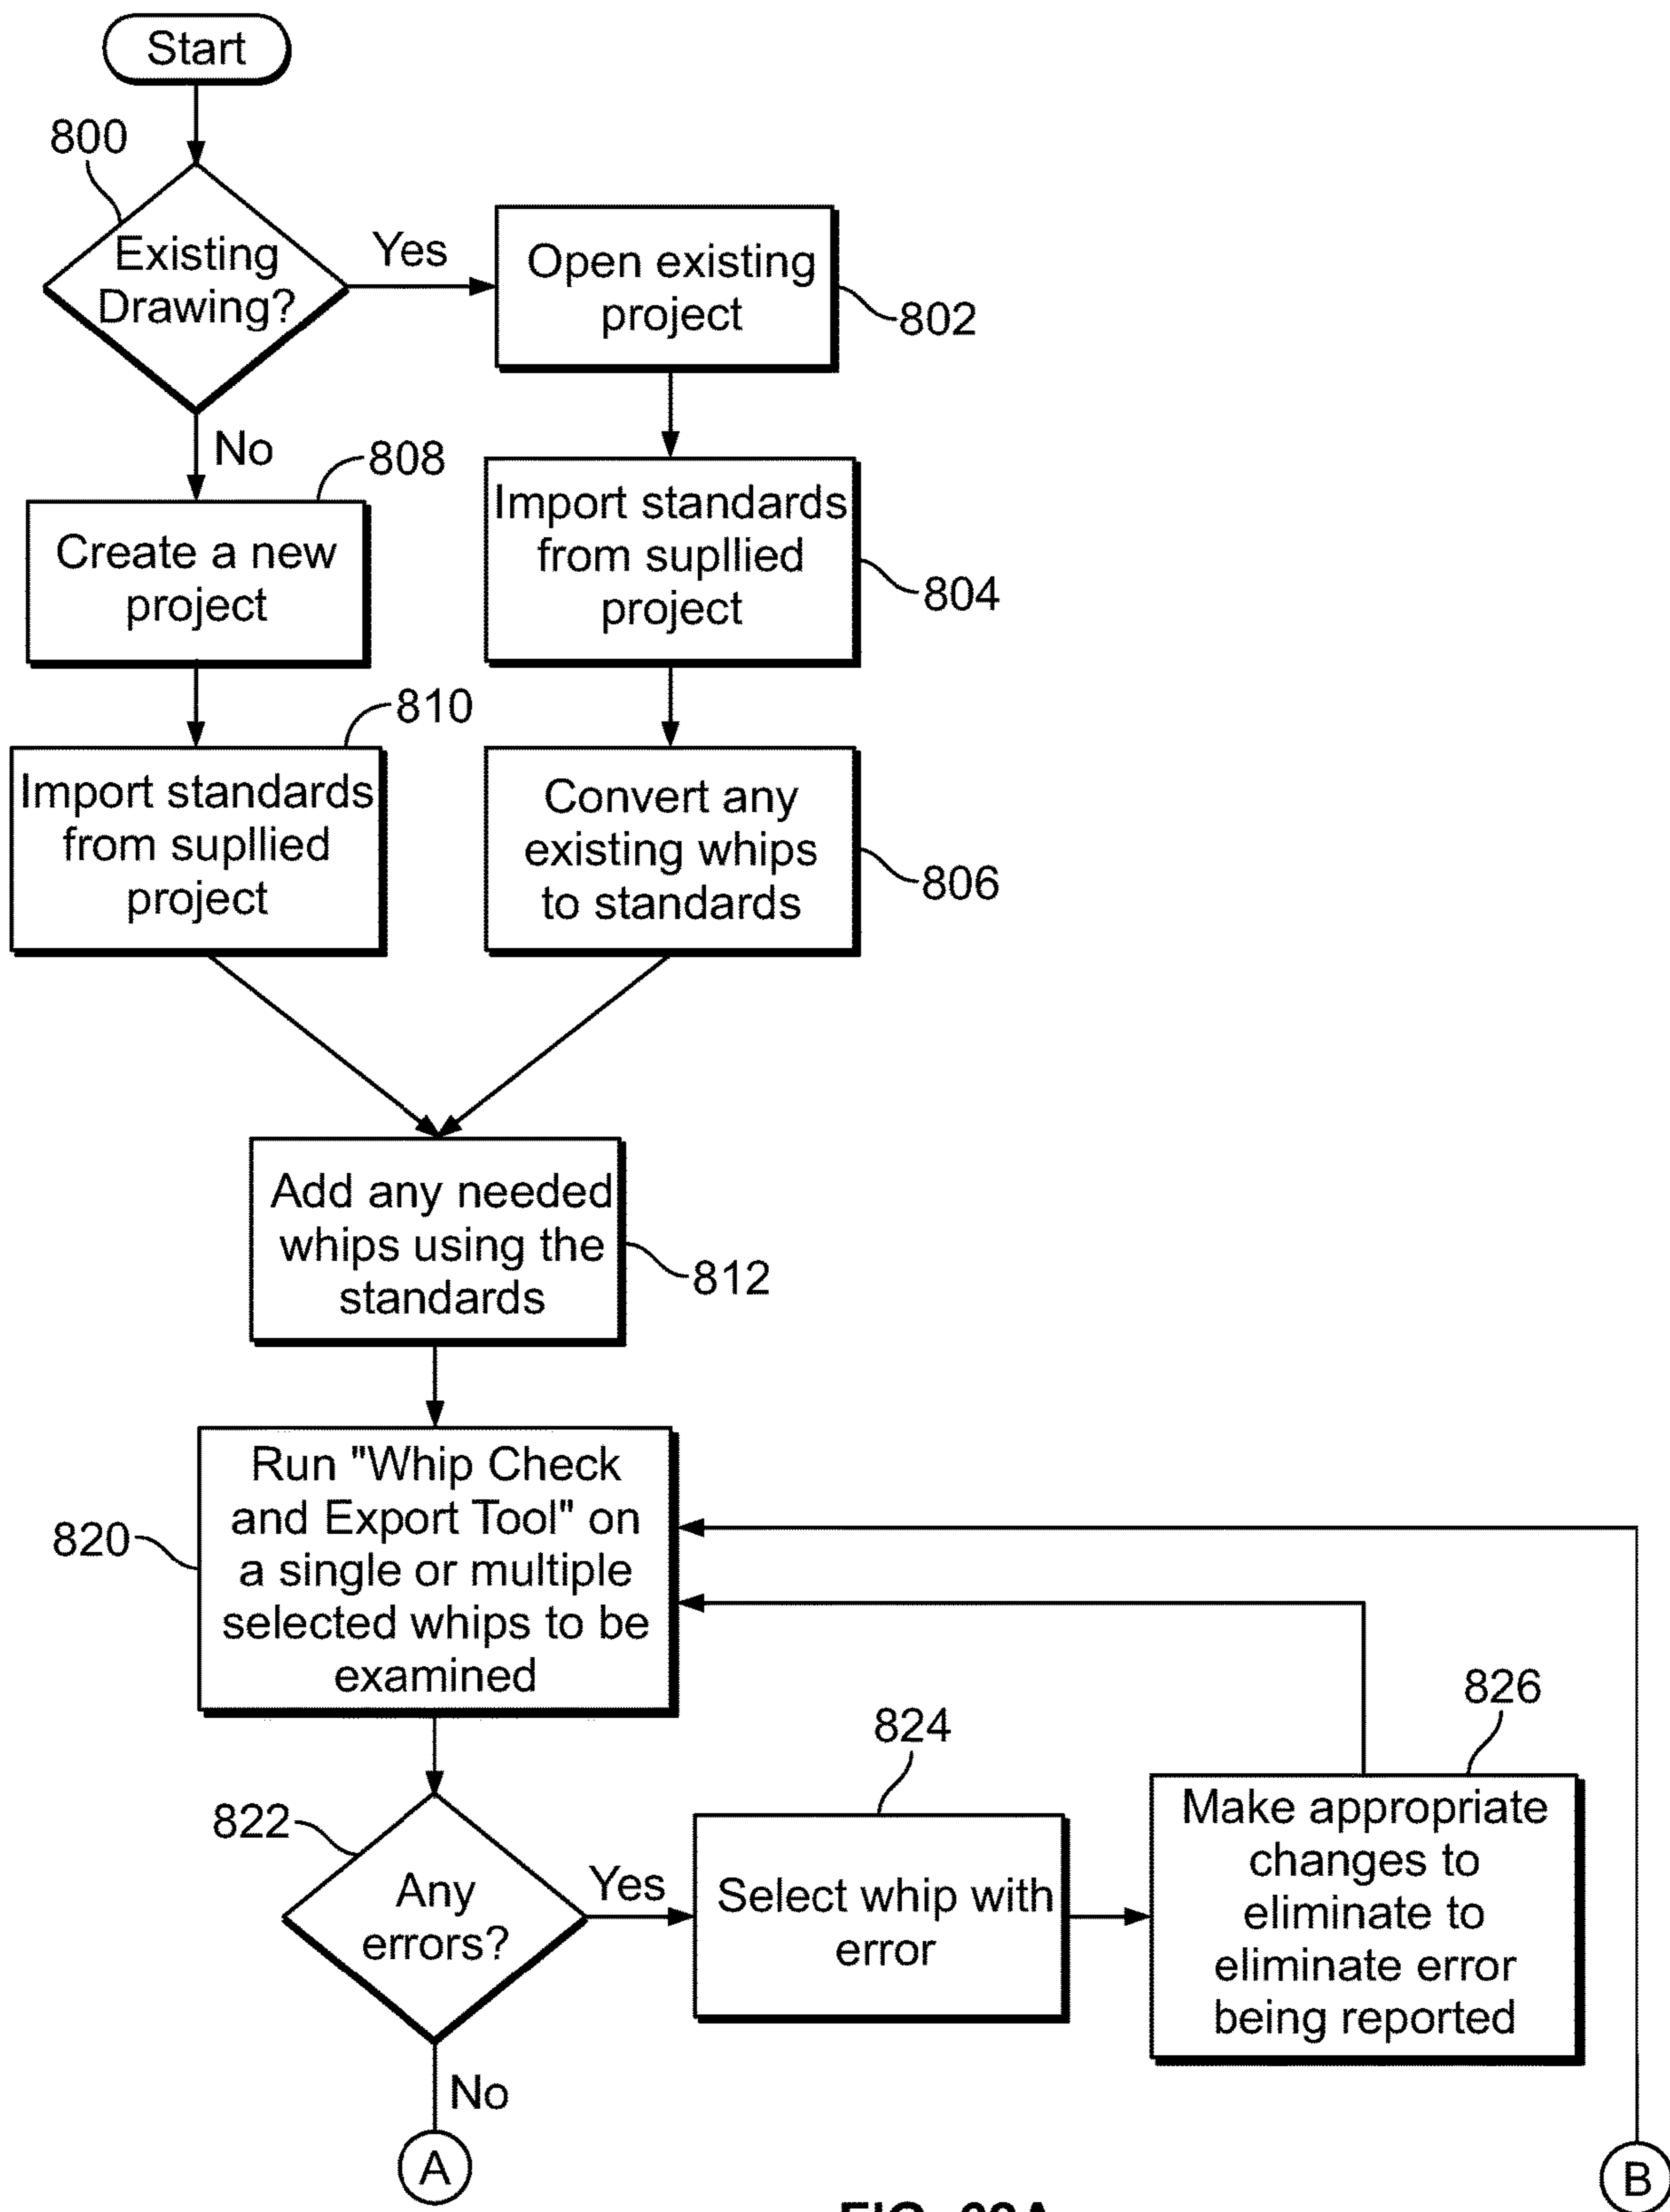 Start
800
Existing
Drawing?
Yes
Open existing
project
802
No
808
Create a new
project
Import standards
from supllied
project
804
810
Import standards
from supllied
project
Convert any
existing whips
to standards
806
Add any needed
whips using the
standards
812
Run "Whip Check
and Export Tool" on
a single or multiple
selected whips to be
examined
820
822
Any
errors?
Yes
824
Select whip with
error
826
Make appropriate
changes to
eliminate to
eliminate error
being reported
No
A
B